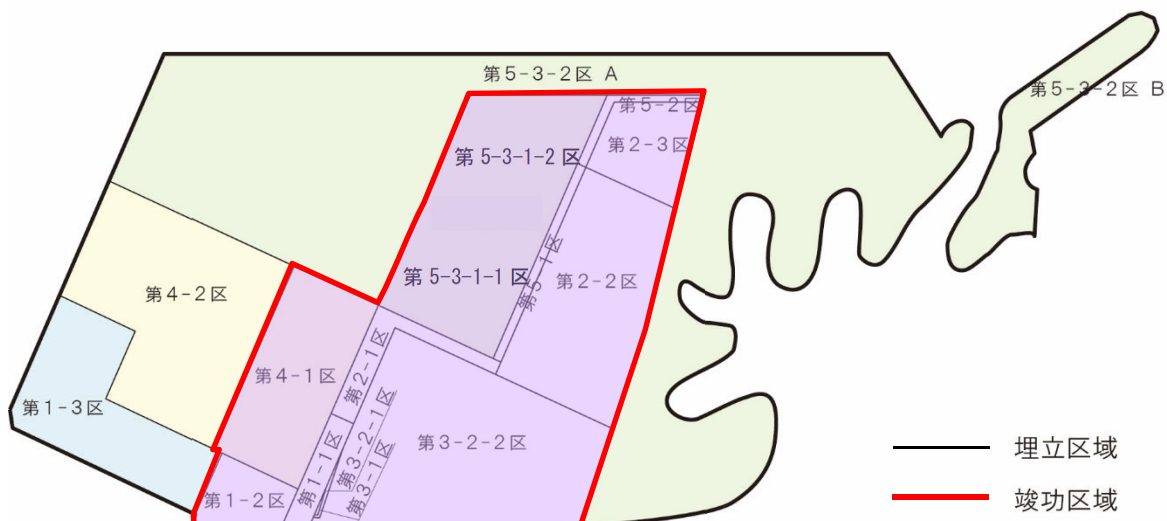 第5-3-2区 A
第5-3-2区 B
第5-2区
第2-3区
第 5-3-1-2 区
第5-1区
第 5-3-1-1 区
第2-2区
第4-2区
第4-1区
第2-1区
第1-3区
第3-2-1区
第3-2-2区
第1-1区
第3-1区
第1-2区
埋立区域
竣功区域